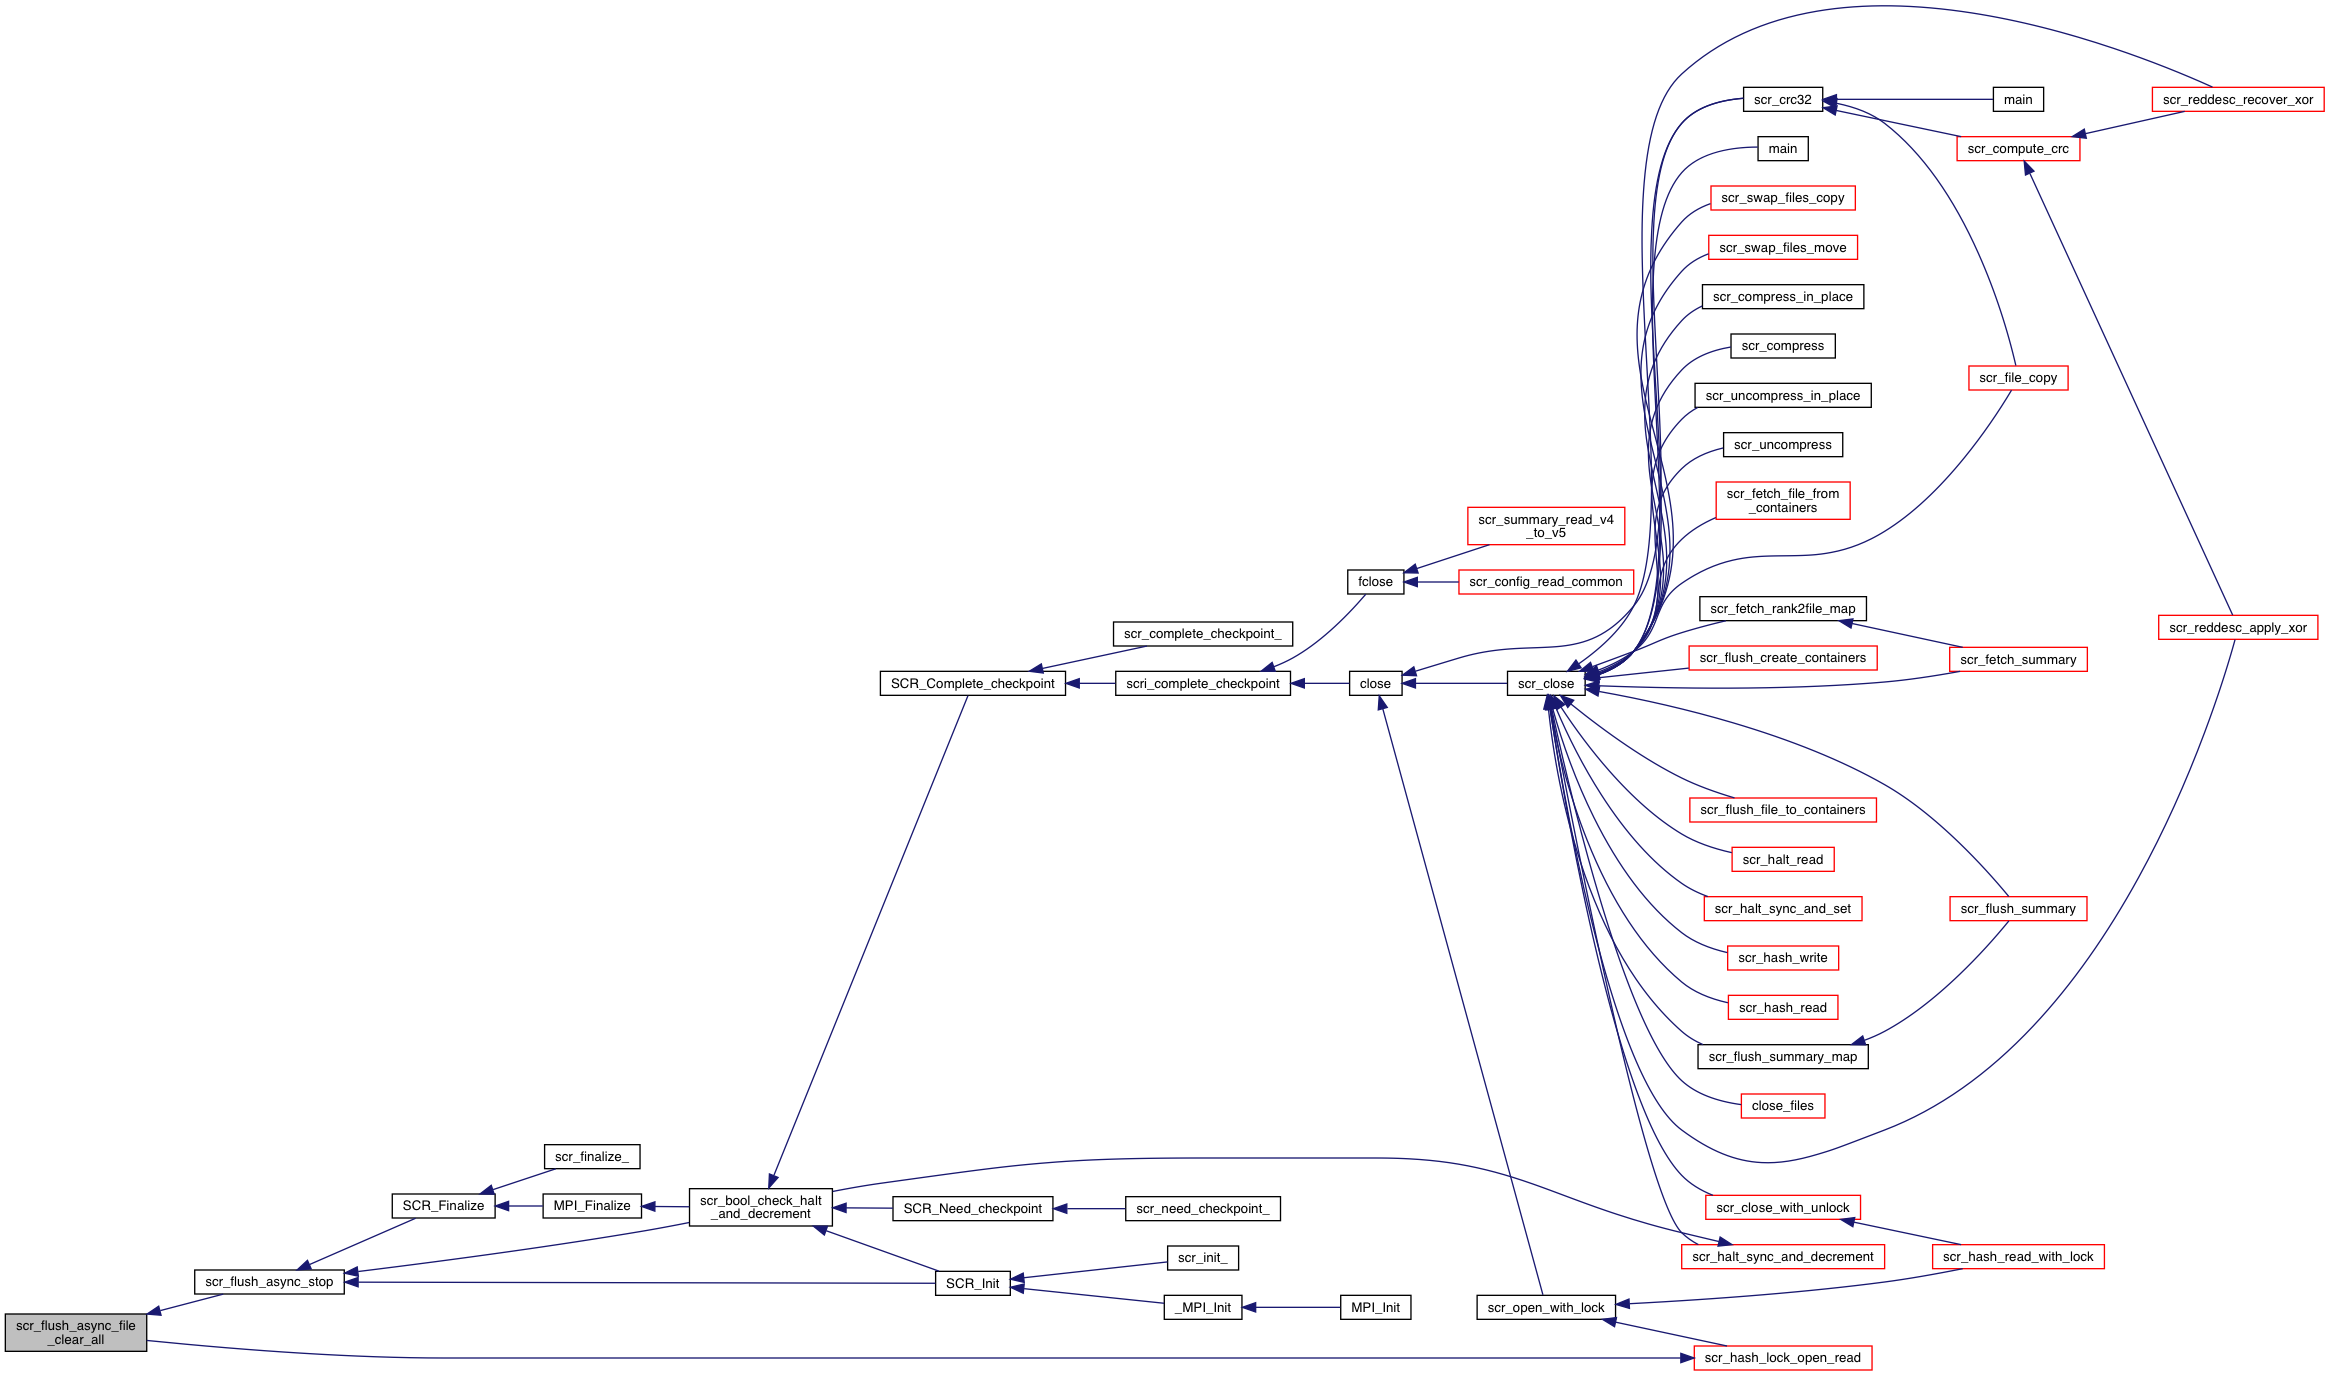 scr_crc32
main
scr_reddesc_recover_xor
main
scr_compute_crc
scr_swap_files_copy
scr_swap_files_move
scr_compress_in_place
scr_compress
scr_file_copy
scr_uncompress_in_place
scr_uncompress
scr_fetch_file_from
_containers
scr_summary_read_v4
_to_v5
fclose
scr_config_read_common
scr_fetch_rank2file_map
scr_complete_checkpoint_
scr_reddesc_apply_xor
scr_flush_create_containers
scr_fetch_summary
SCR_Complete_checkpoint
scri_complete_checkpoint
close
scr_close
scr_flush_file_to_containers
scr_halt_read
scr_halt_sync_and_set
scr_flush_summary
scr_hash_write
scr_hash_read
scr_flush_summary_map
close_files
scr_finalize_
SCR_Finalize
MPI_Finalize
scr_bool_check_halt
_and_decrement
SCR_Need_checkpoint
scr_need_checkpoint_
scr_close_with_unlock
scr_init_
scr_halt_sync_and_decrement
scr_hash_read_with_lock
scr_flush_async_stop
SCR_Init
_MPI_Init
MPI_Init
scr_open_with_lock
scr_flush_async_file
_clear_all
scr_hash_lock_open_read